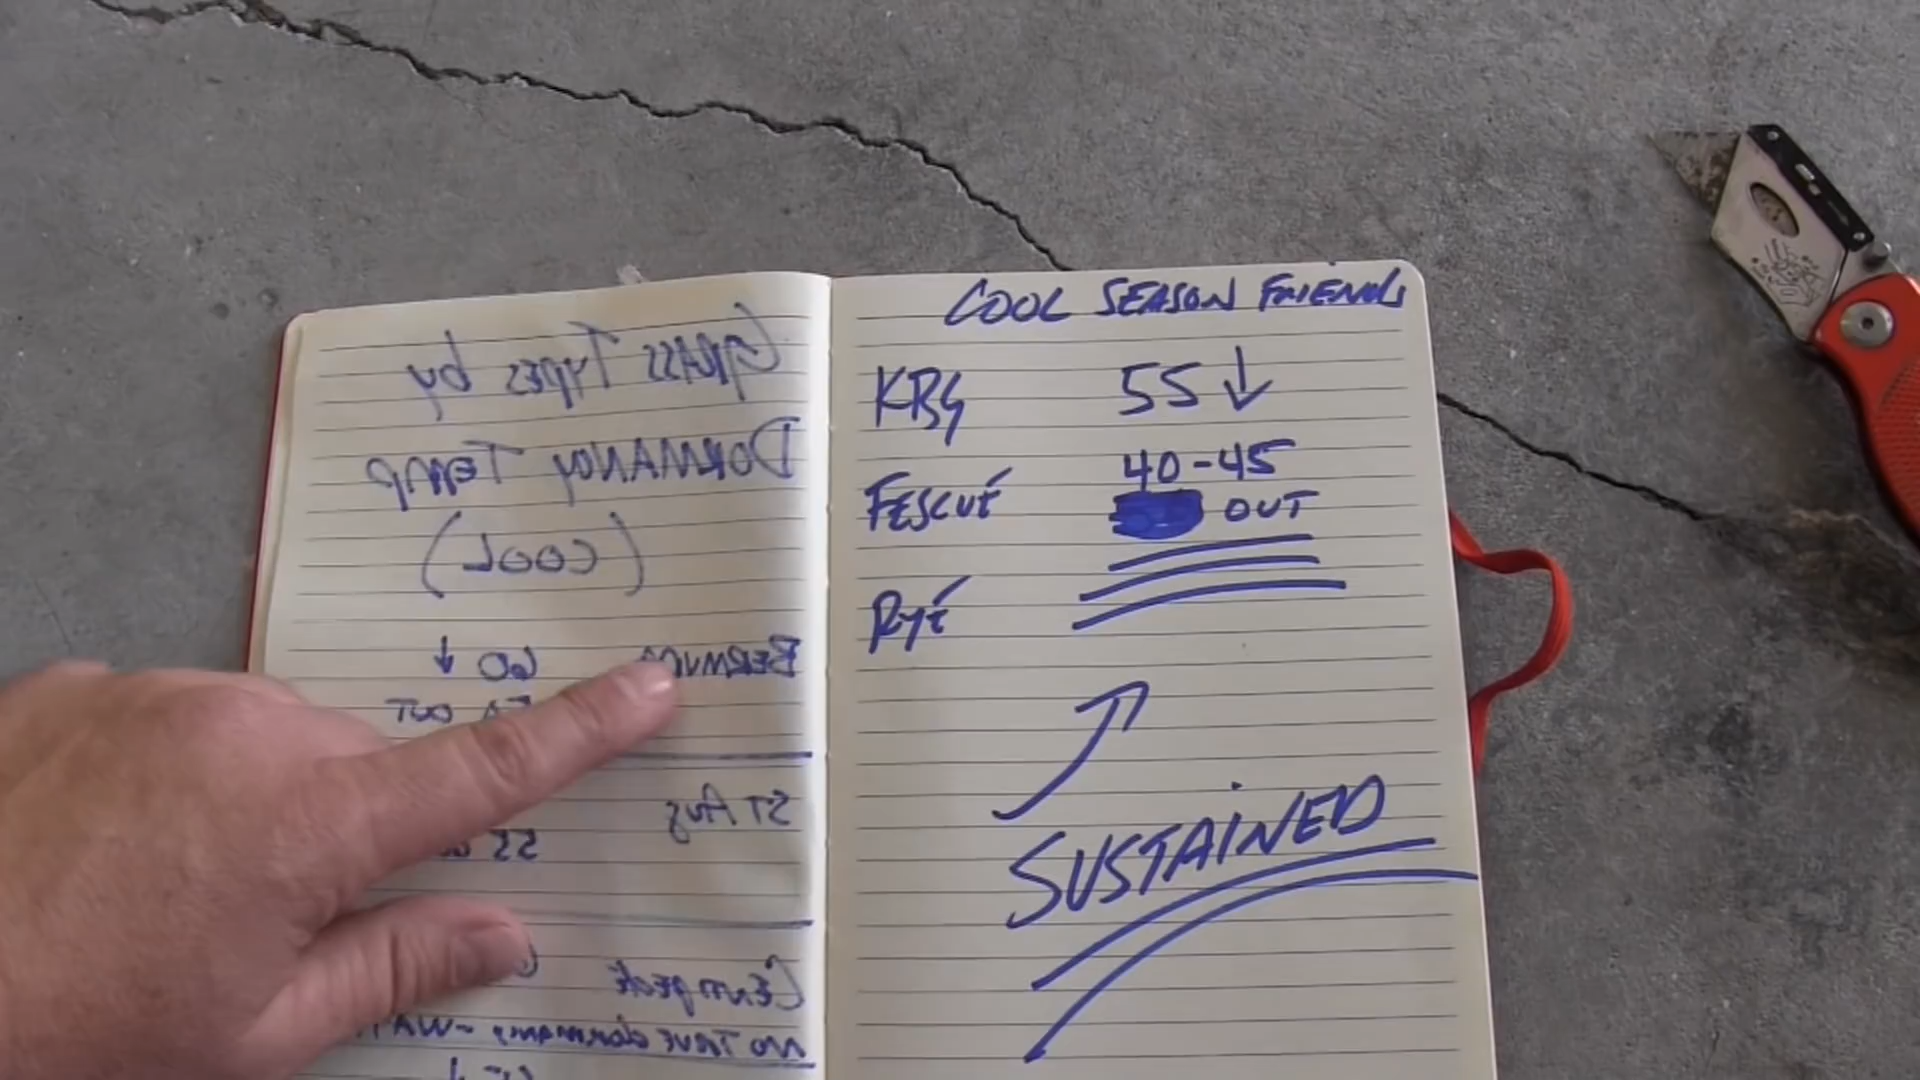 Grass Types by
Dormancy Temp
(Cool)
Bermuda 60 ↓
out
ST Aug
55
Centipede
No True dormancy -
COOL SEASON FRIENDS
KBG 55 ↓
40-45
FESCUE OUT
RYE
SUSTAINED